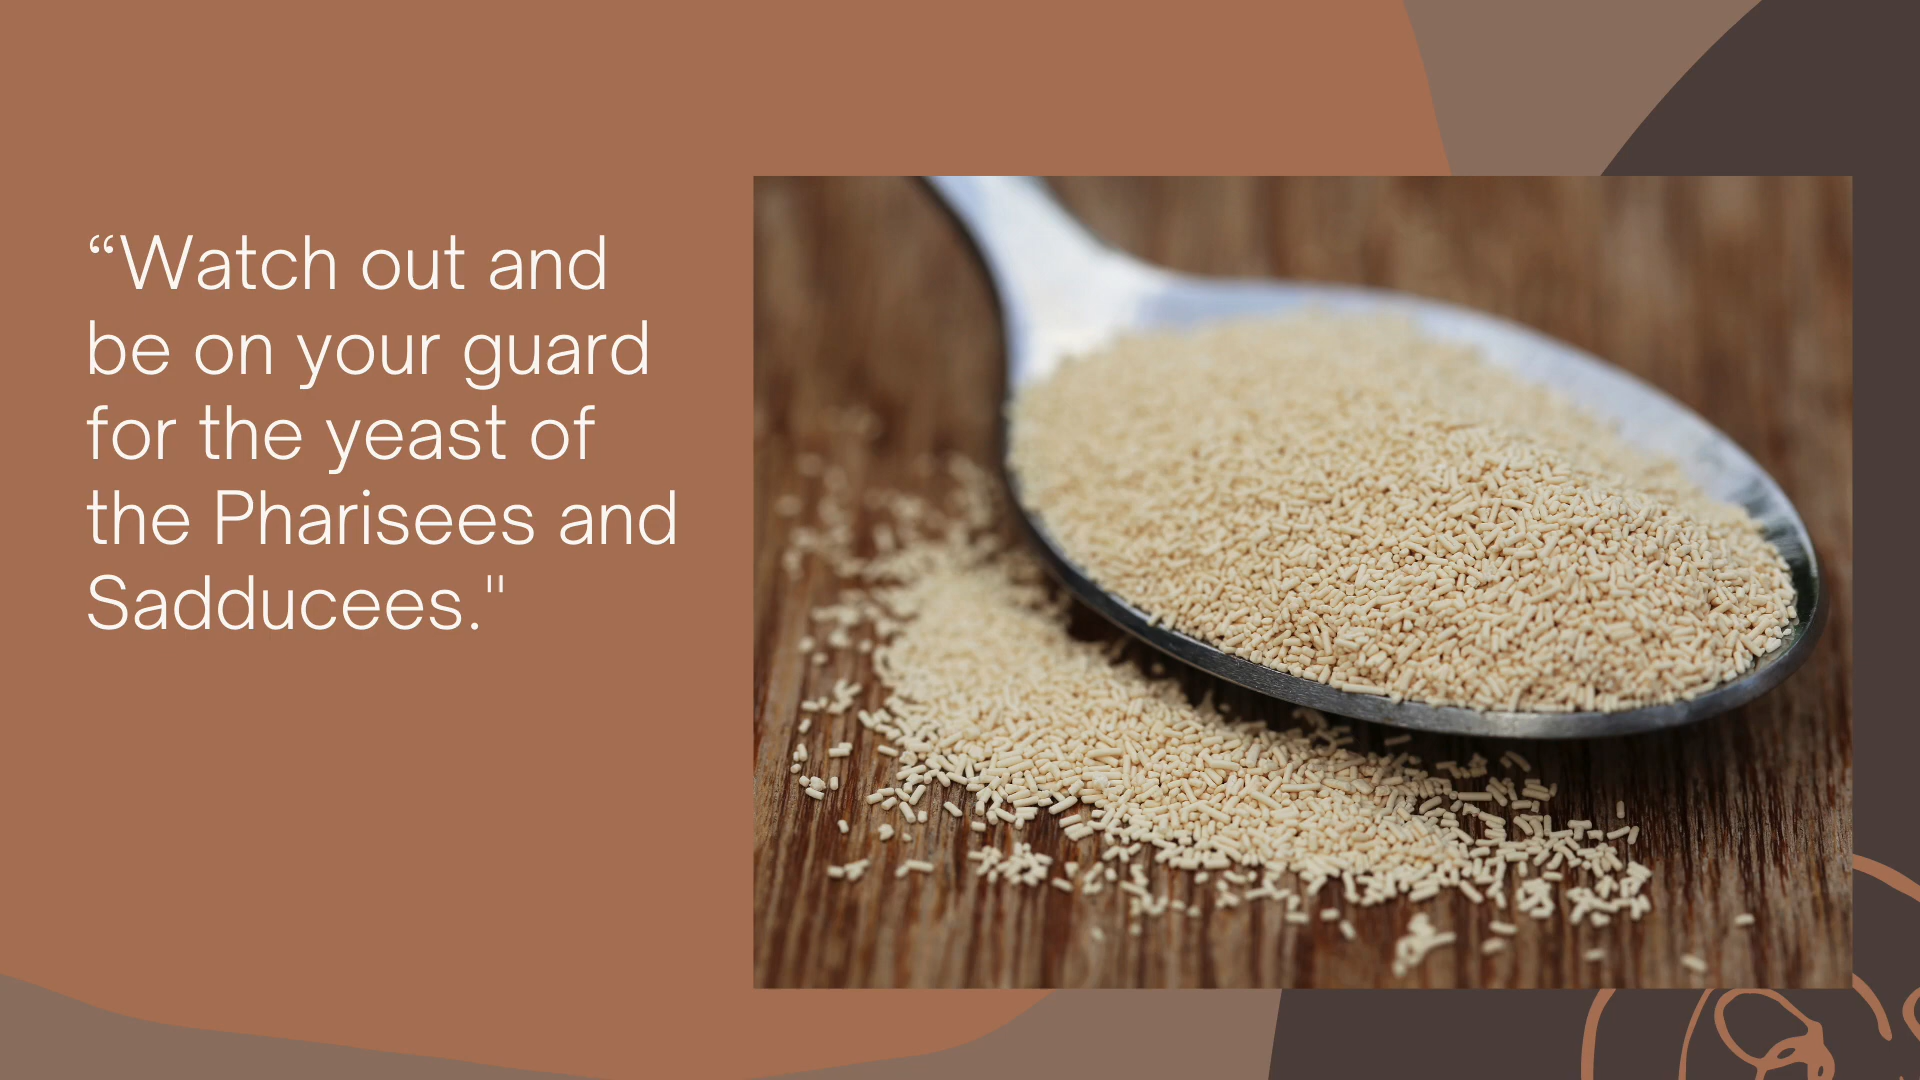 “Watch out and
be on your guard
for the yeast of
the Pharisees and
Sadducees."